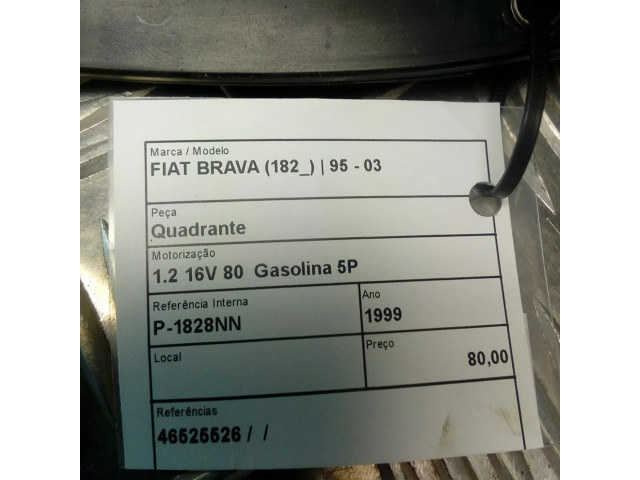 Marca / Modelo
FIAT BRAVA (182_) | 95 - 03
Peça
Quadrante
Motorização
1.2 16V 80 Gasolina 5P
Referência Interna
P-1828NN
Ano
1999
Local
Preço
80,00
Referências
46525526 / /